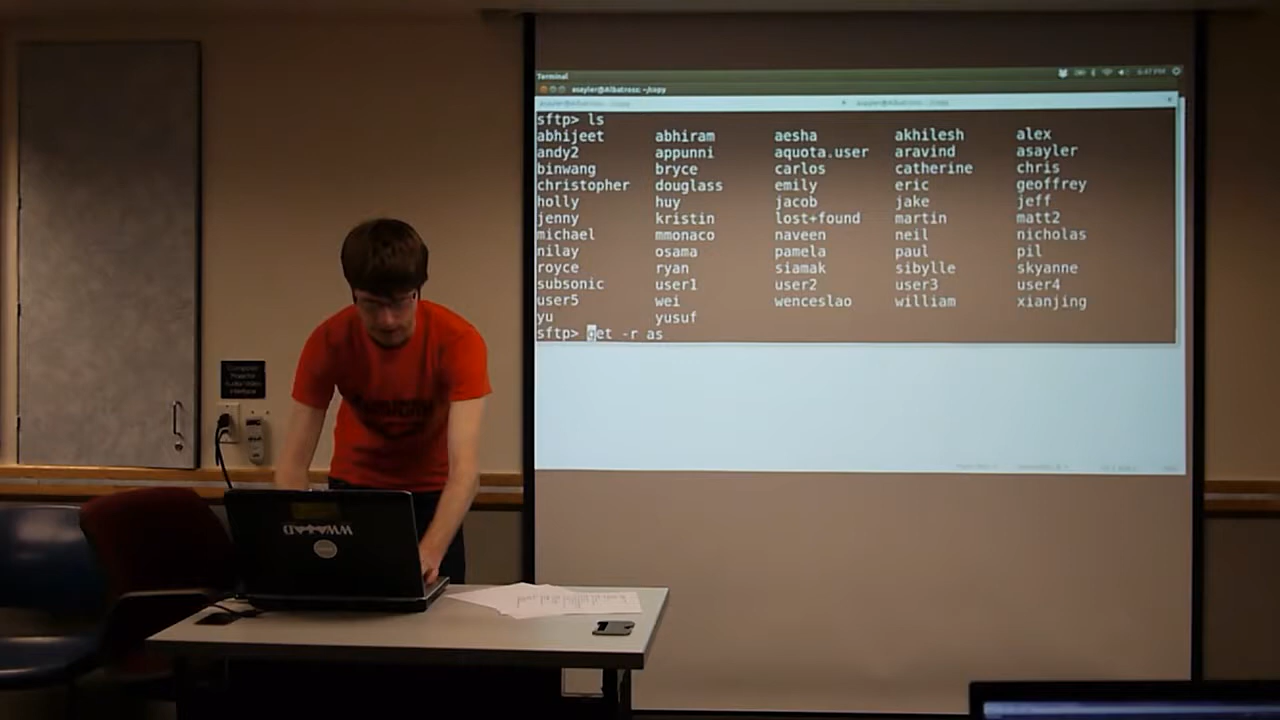 Terminal
asayler@Albatross: ~/copy
sftp> ls
abhijeet abhiram aesha akhilesh alex
andy2 appunni aquota.user aravind asayler
binwang bryce carlos catherine chris
christopher douglass emily eric geoffrey
holly huy jacob jake jeff
jenny kristin lost+found martin matt2
michael mmonaco naveen neil nicholas
nilay osama pamela paul pil
royce ryan siamak sibylle skyanne
subsonic user1 user2 user3 user4
user5 wei wenceslao william xianjing
yu yusuf
sftp> get -r as